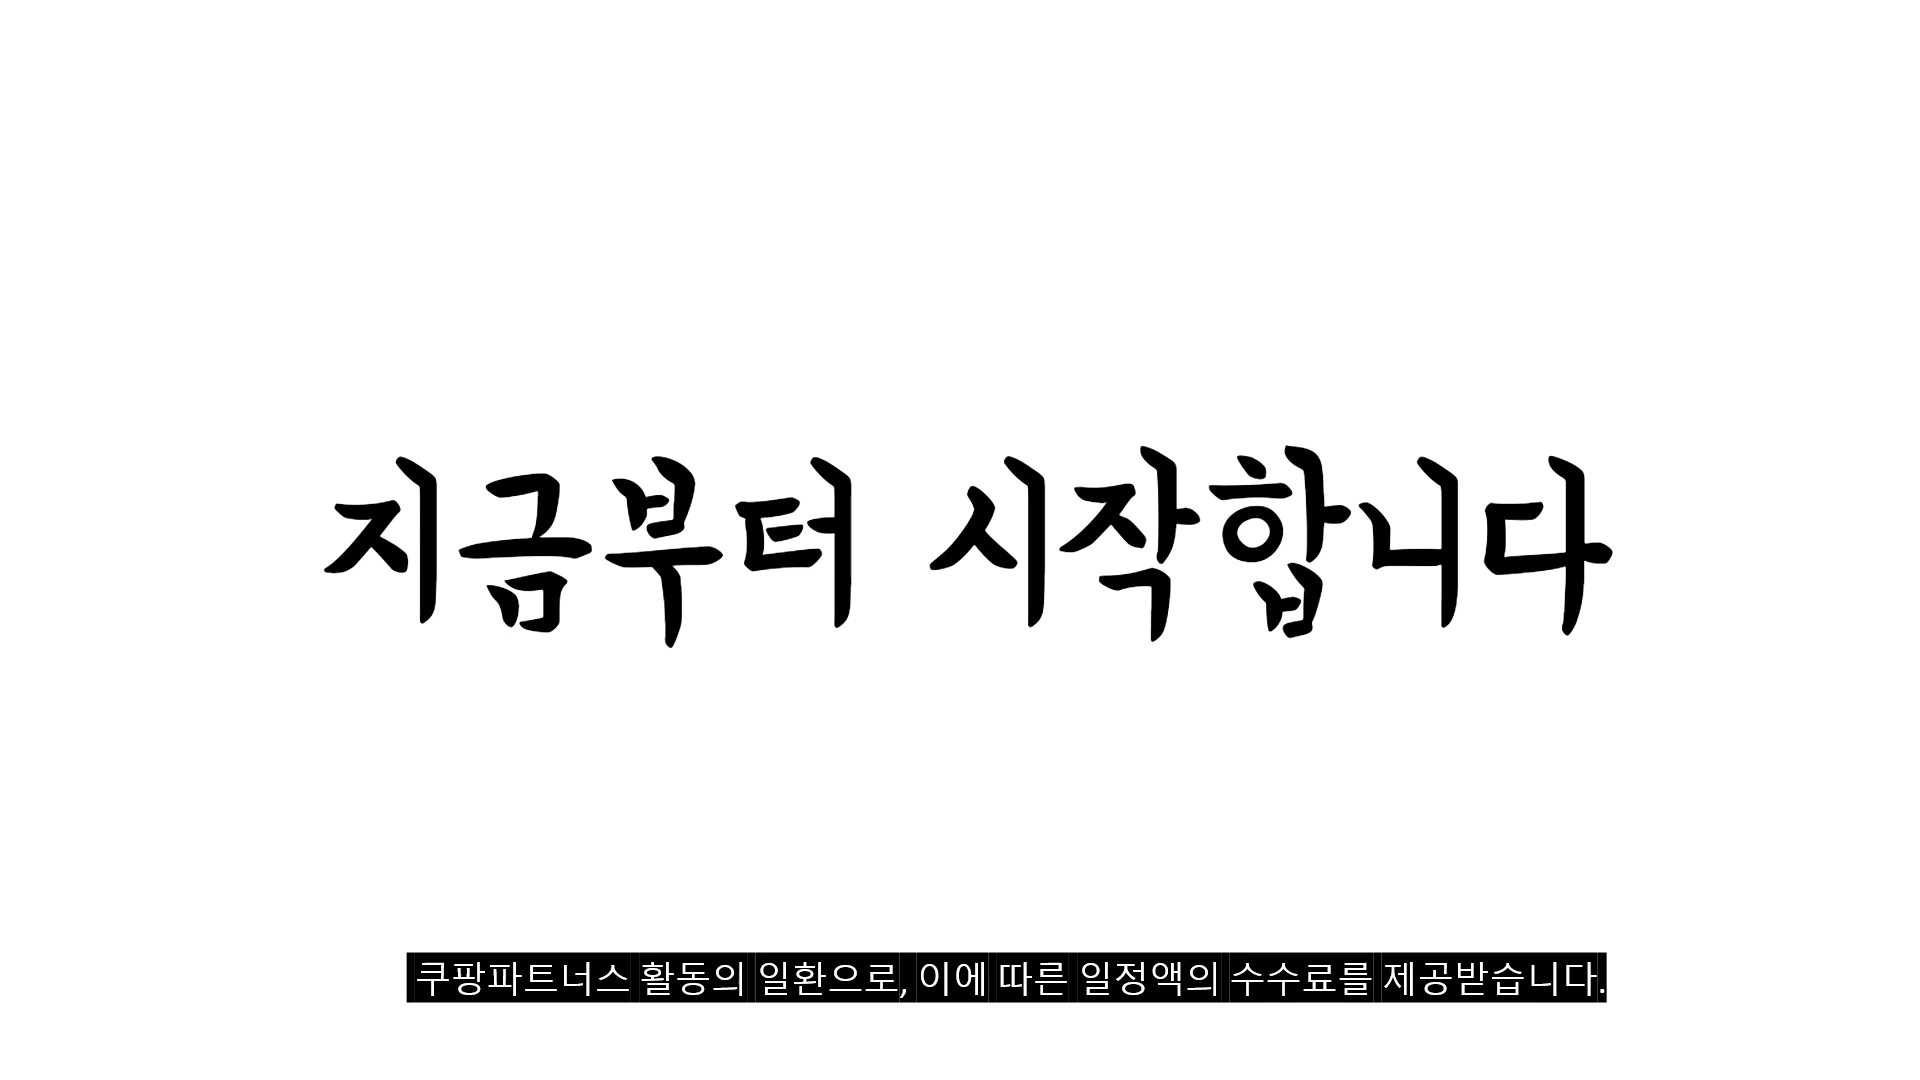 지금부터 시작합니다
쿠팡파트너스 활동의 일환으로, 이에 따른 일정액의 수수료를 제공받습니다.